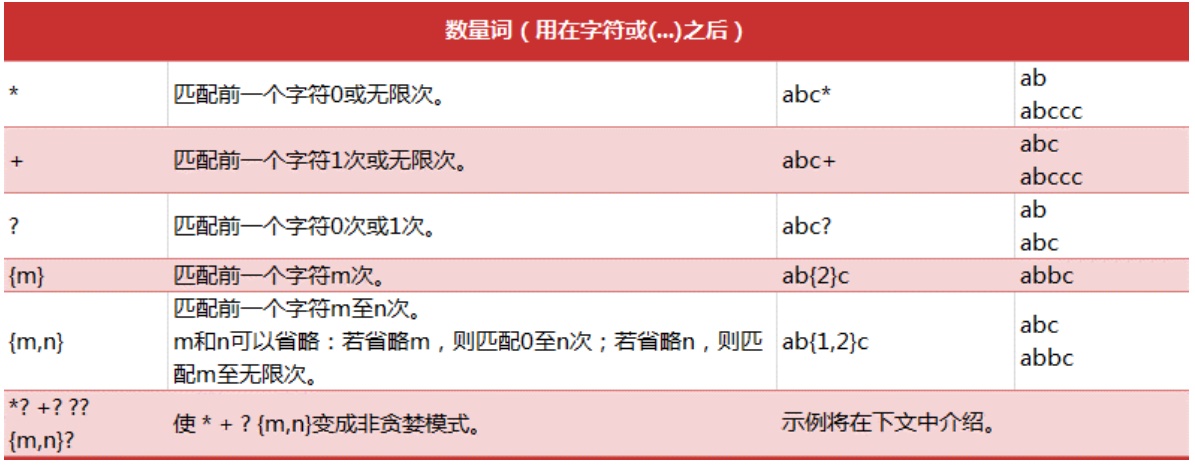 数量词（用在字符或(...)之后）
* 匹配前一个字符0或无限次。 abc* ab
abccc
+ 匹配前一个字符1次或无限次。 abc+ abc
abccc
? 匹配前一个字符0次或1次。 abc? ab
abc
{m} 匹配前一个字符m次。 ab{2}c abbc
{m,n} 匹配前一个字符m至n次。
m和n可以省略：若省略m，则匹配0至n次；若省略n，则匹
配m至无限次。
ab{1,2}c abc
abbc
*? +? ??
{m,n}?
使 * + ? {m,n}变成非贪婪模式。 示例将在下文中介绍。